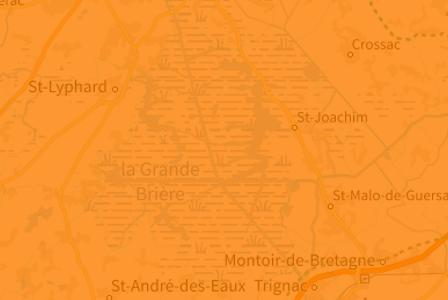 Crossac
St-Lyphard
St-Joachim
la Grande
Brière
St-Malo-de-Guersa
Montoir-de-Bretagne
St-André-des-Eaux Trignac